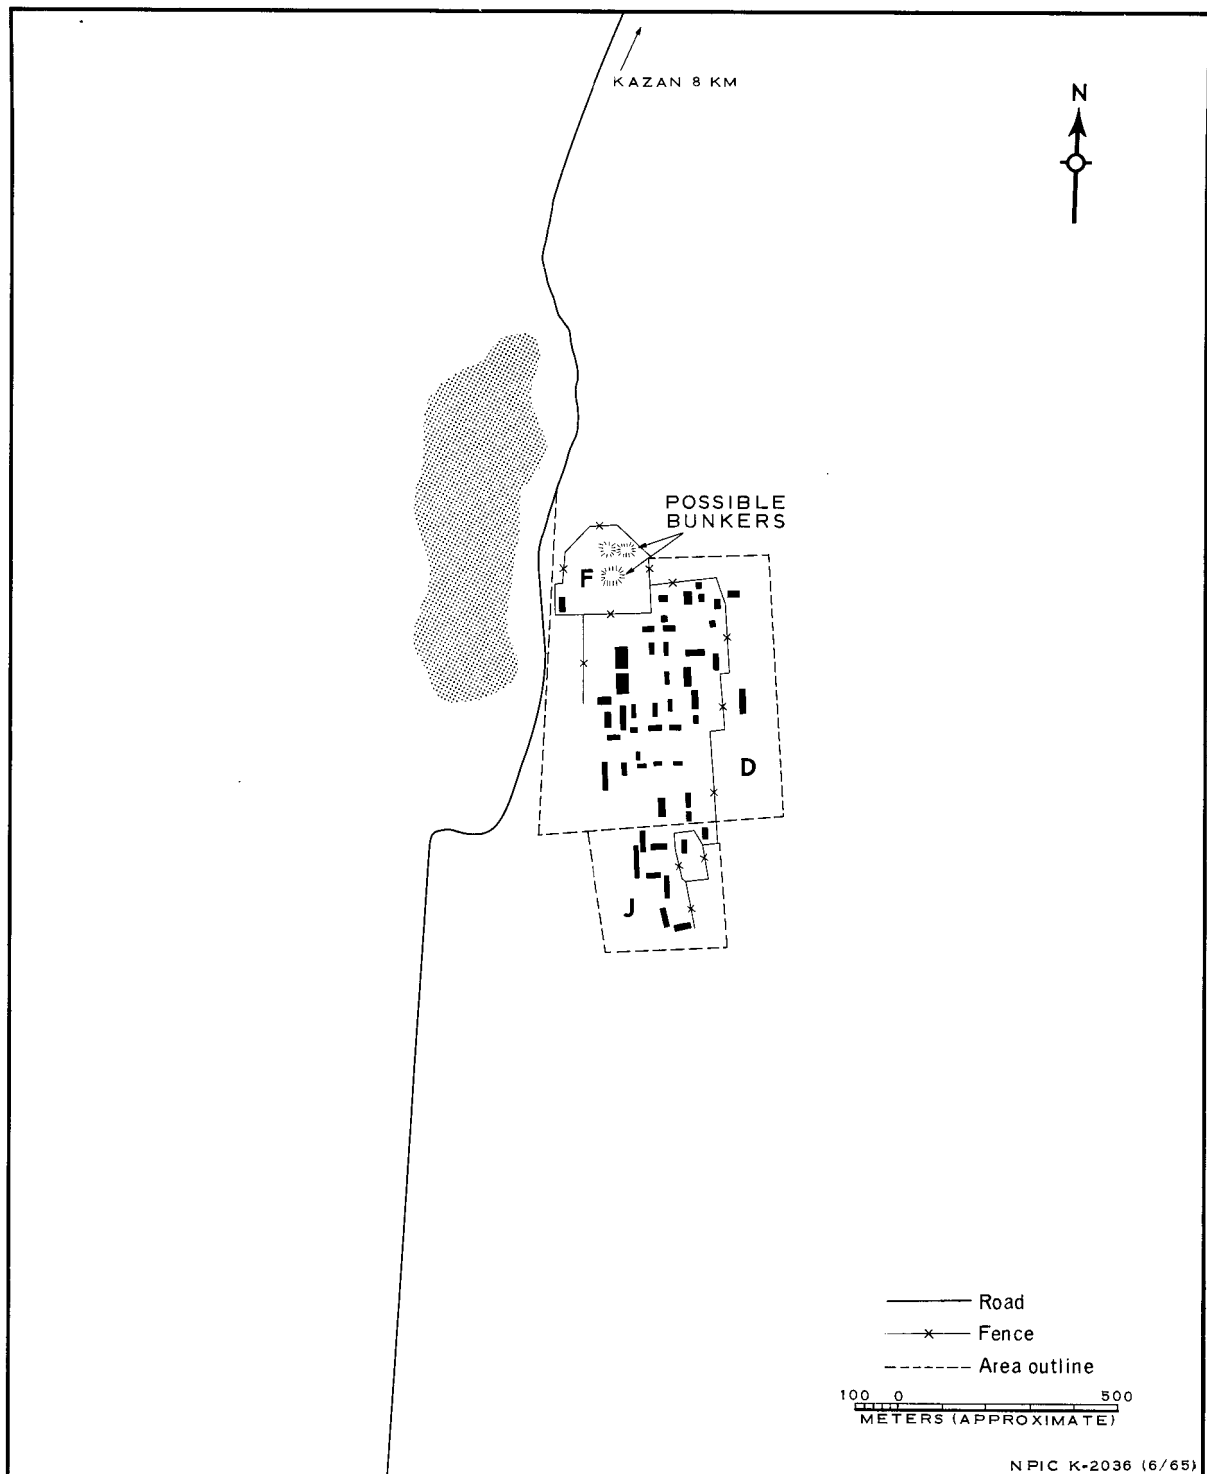 KAZAN 8 KM
N
POSSIBLE
BUNKERS
F
D
J
Road
Fence
Area outline
100 0 500
METERS (APPROXIMATE)
NPIC K-2036 (6/65)